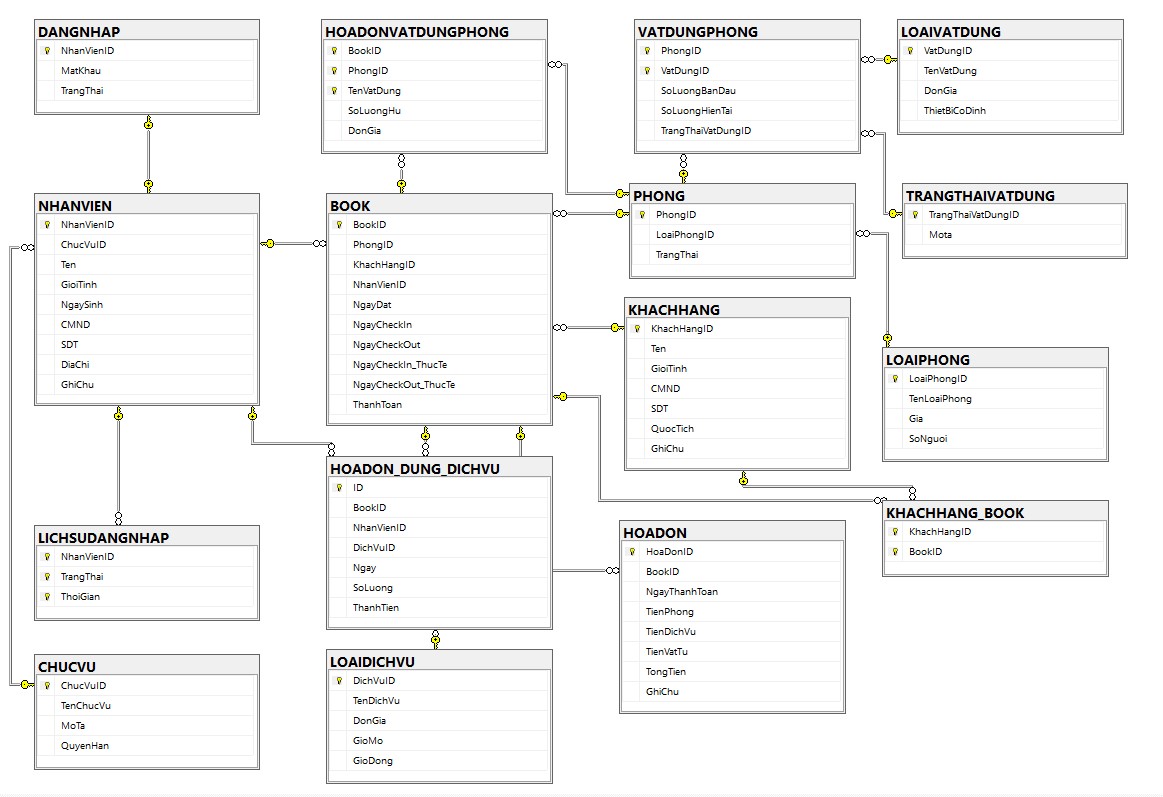 DANGNHAP
NhanVienID
MatKhau
TrangThai
HOADONVATDUNGPHONG
BookID
PhongID
TenVatDung
SoLuongHu
DonGia
VATDUNGPHONG
PhongID
VatDungID
SoLuongBanDau
SoLuongHienTai
TrangThaiVatDungID
LOAIVATDUNG
VatDungID
TenVatDung
DonGia
ThietBiCoDinh
NHANVIEN
NhanVienID
ChucVuID
Ten
GioiTinh
NgaySinh
CMND
SDT
DiaChi
GhiChu
BOOK
BookID
PhongID
KhachHangID
NhanVienID
NgayDat
NgayCheckIn
NgayCheckOut
NgayCheckIn_ThucTe
NgayCheckOut_ThucTe
ThanhToan
PHONG
PhongID
LoaiPhongID
TrangThai
TRANGTHAIVATDUNG
TrangThaiVatDungID
Mota
KHACHHANG
KhachHangID
Ten
GioiTinh
CMND
SDT
QuocTich
GhiChu
LOAIPHONG
LoaiPhongID
TenLoaiPhong
Gia
SoNguoi
HOADON_DUNG_DICHVU
ID
BookID
NhanVienID
DichVuID
Ngay
SoLuong
ThanhTien
KHACHHANG_BOOK
KhachHangID
BookID
LICHSUDANGNHAP
NhanVienID
TrangThai
ThoiGian
HOADON
HoaDonID
BookID
NgayThanhToan
TienPhong
TienDichVu
TienVatTu
TongTien
GhiChu
CHUCVU
ChucVuID
TenChucVu
MoTa
QuyenHan
LOAIDICHVU
DichVuID
TenDichVu
DonGia
GioMo
GioDong